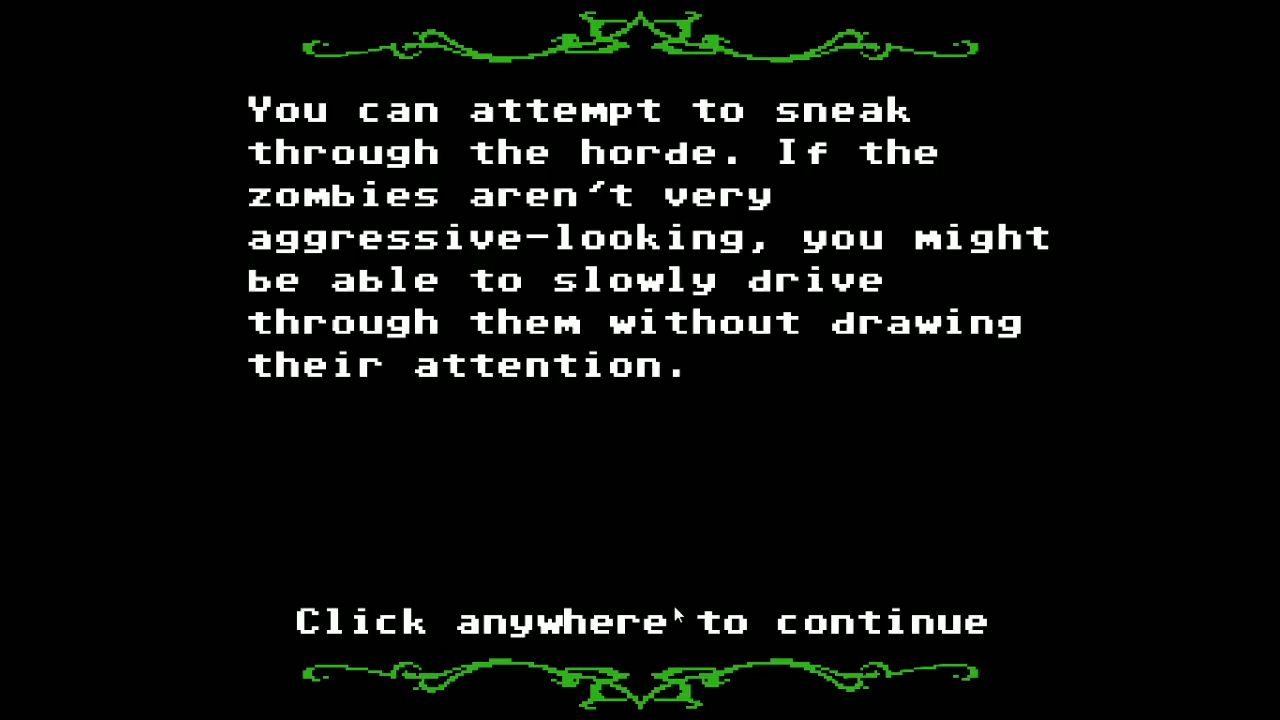 You can attempt to sneak
through the horde. If the
zombies aren't very
aggressive-looking, you might
be able to slowly drive
through them without drawing
their attention.
Click anywhere to continue